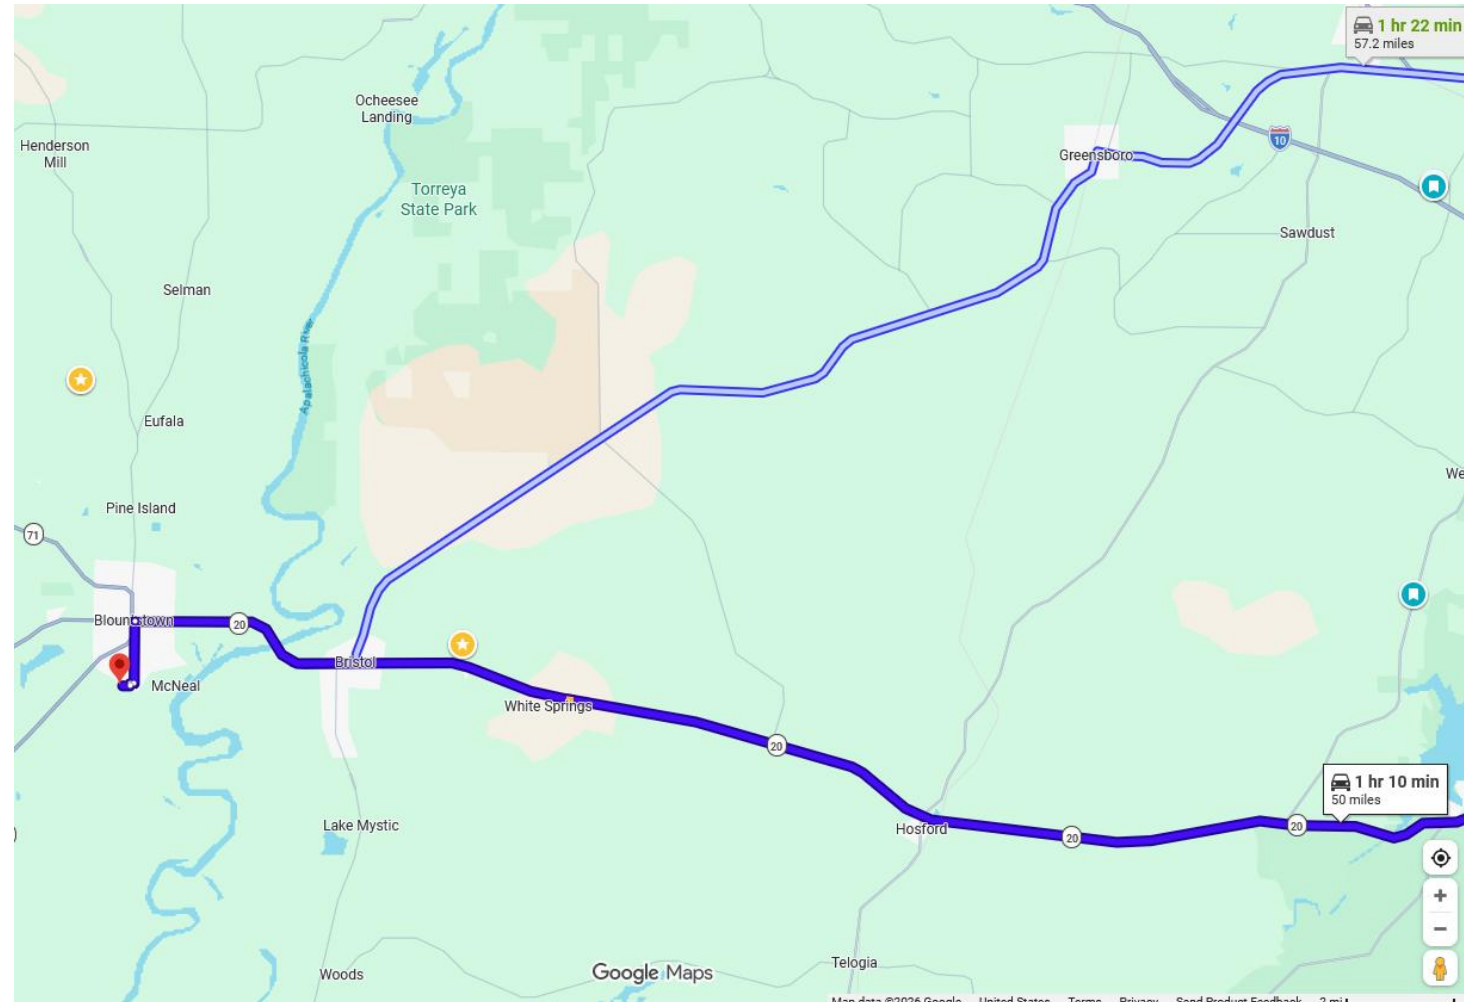 1 hr 22 min
57.2 miles
Ocheesee
Landing
Henderson
Mill
10
Greensboro
Torreya
State Park
Sawdust
Selman
Apalachicola River
Eufala
We
Pine Island
71
Blountstown
20
Bristol
McNeal
White Springs
20
1 hr 10 min
50 miles
Lake Mystic
Hosford
20
20
Telogia
Woods
Google Maps
Map data ©2026 Google United States Terms Privacy Send Product Feedback 2 mi